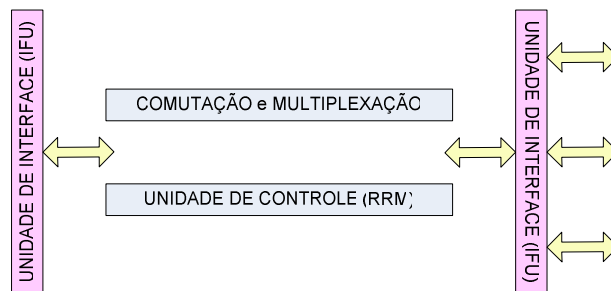 UNIDADE DE INTERFACE (IFU)
COMUTAÇÃO e MULTIPLEXAÇÃO
UNIDADE DE CONTROLE (RRM)
UNIDADE DE INTERFACE (IFU)